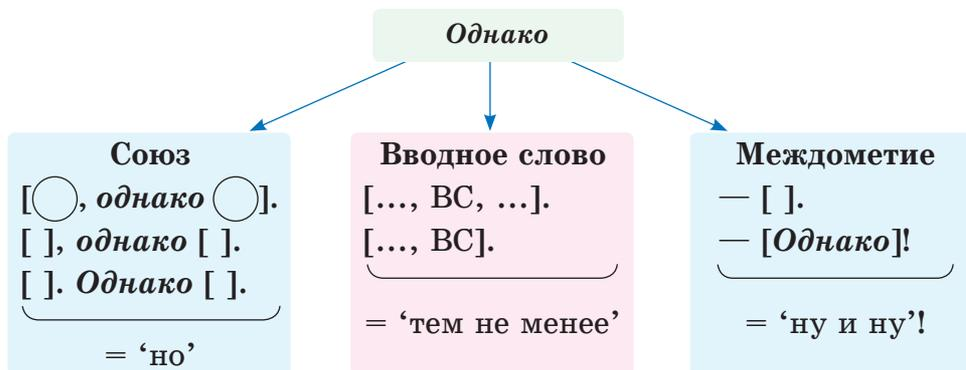 Однако
Союз
[◯, однако ◯].
[ ], однако [ ].
[ ]. Однако [ ].
= ‘но’
Вводное слово
[..., ВС, ...].
[..., ВС].
= ‘тем не менее’
Междометие
— [ ].
— [Однако]!
= ‘ну и ну’!